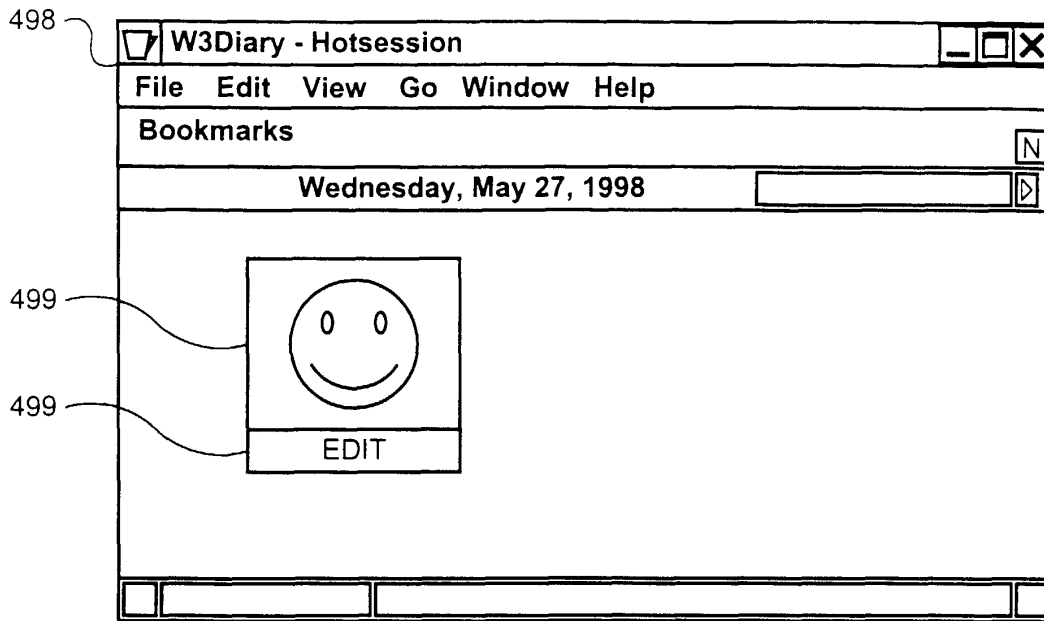 498
W3Diary - Hotsession
File Edit View Go Window Help
Bookmarks
N
Wednesday, May 27, 1998
499
499
EDIT